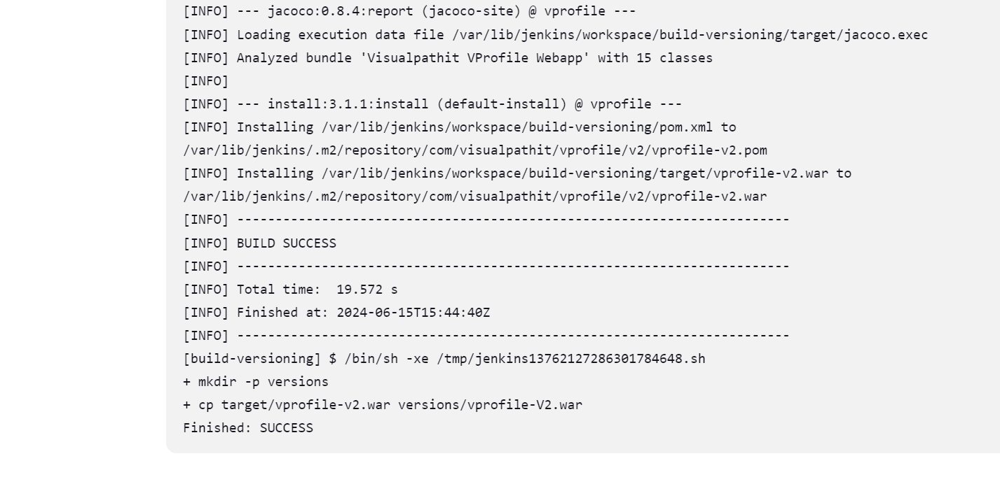 [INFO] --- jacoco:0.8.4:report (jacoco-site) @ vprofile ---
[INFO] Loading execution data file /var/lib/jenkins/workspace/build-versioning/target/jacoco.exec
[INFO] Analyzed bundle 'Visualpathit VProfile Webapp' with 15 classes
[INFO]
[INFO] --- install:3.1.1:install (default-install) @ vprofile ---
[INFO] Installing /var/lib/jenkins/workspace/build-versioning/pom.xml to
/var/lib/jenkins/.m2/repository/com/visualpathit/vprofile/v2/vprofile-v2.pom
[INFO] Installing /var/lib/jenkins/workspace/build-versioning/target/vprofile-v2.war to
/var/lib/jenkins/.m2/repository/com/visualpathit/vprofile/v2/vprofile-v2.war
[INFO] ------------------------------------------------------------------------
[INFO] BUILD SUCCESS
[INFO] ------------------------------------------------------------------------
[INFO] Total time:  19.572 s
[INFO] Finished at: 2024-06-15T15:44:40Z
[INFO] ------------------------------------------------------------------------
[build-versioning] $ /bin/sh -xe /tmp/jenkins13762127286301784648.sh
+ mkdir -p versions
+ cp target/vprofile-v2.war versions/vprofile-V2.war
Finished: SUCCESS